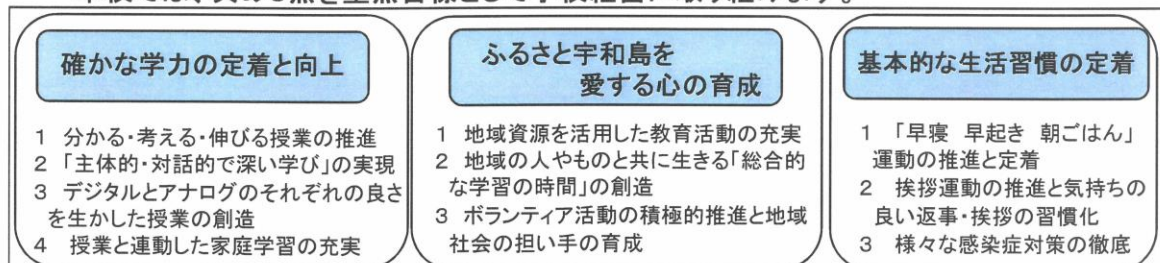 確かな学力の定着と向上
1 分かる・考える・伸びる授業の推進
2 「主体的・対話的で深い学び」の実現
3 デジタルとアナログのそれぞれの良さ
を生かした授業の創造
4 授業と連動した家庭学習の充実
ふるさと宇和島を
愛する心の育成
1 地域資源を活用した教育活動の充実
2 地域の人やものと共に生きる「総合的
な学習の時間」の創造
3 ボランティア活動の積極的推進と地域
社会の担い手の育成
基本的な生活習慣の定着
1 「早寝 早起き 朝ごはん」
運動の推進と定着
2 挨拶運動の推進と気持ちの
良い返事・挨拶の習慣化
3 様々な感染症対策の徹底